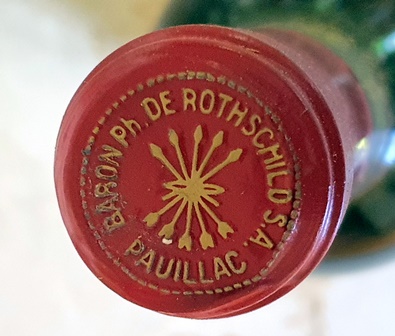 BARON Ph. DE ROTHSCHILD S.A.
PAUILLAC